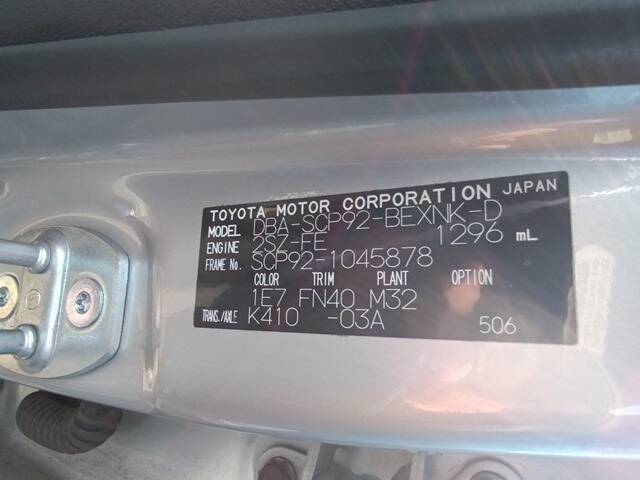 TOYOTA MOTOR CORPORATION JAPAN
MODEL DBA-SCP92-BEXNK-D
ENGINE 2SZ-FE 1296 mL
FRAME No. SCP92-1045878
COLOR TRIM PLANT OPTION
1E7 FN40 M32
TRANS./AXLE K410 -03A 506